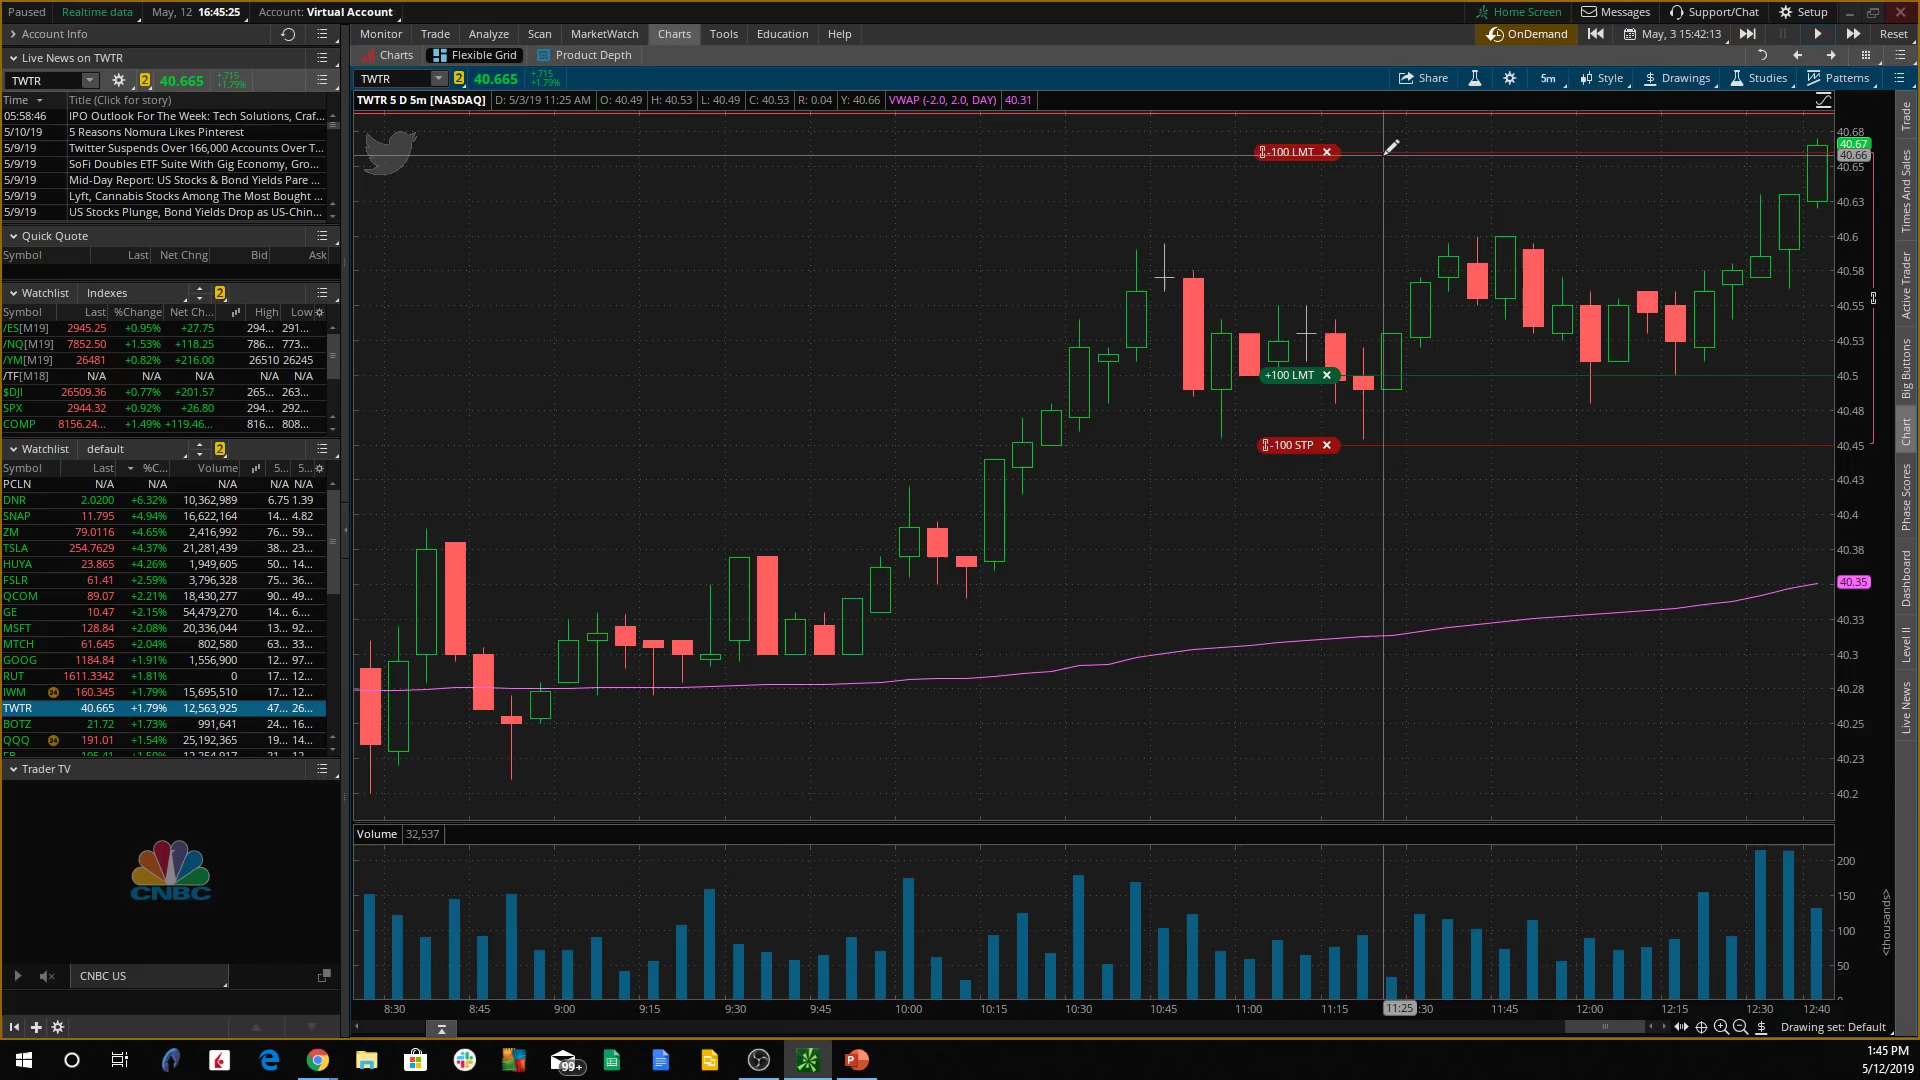 Paused Realtime data May, 12 16:45:25 Account: Virtual Account Home Screen Messages Support/Chat Setup
Account Info
Monitor Trade Analyze Scan MarketWatch Charts Tools Education Help OnDemand May, 3 15:42:13 Reset
Live News on TWTR
Charts Flexible Grid Product Depth
TWTR 2 40.665 +.715 +1.79%
TWTR 2 40.665 +.715 +1.79% Share 5m Style Drawings Studies Patterns
TWTR 5 D 5m [NASDAQ] D: 5/3/19 11:25 AM O: 40.49 H: 40.53 L: 40.49 C: 40.53 R: 0.04 Y: 40.66 VWAP (-2.0, 2.0, DAY) 40.31
Time Title (Click for story)
05:58:46 IPO Outlook For The Week: Tech Solutions, Craf...
5/10/19 5 Reasons Nomura Likes Pinterest
5/9/19 Twitter Suspends Over 166,000 Accounts Over T...
5/9/19 SoFi Doubles ETF Suite With Gig Economy, Gro...
5/9/19 Mid-Day Report: US Stocks & Bond Yields Pare ...
5/9/19 Lyft, Cannabis Stocks Among The Most Bought ...
5/9/19 US Stocks Plunge, Bond Yields Drop as US-Chin...
Quick Quote
Symbol Last Net Chng Bid Ask
Watchlist Indexes 2
Symbol Last %Change Net Ch... High Low
/ES[M19] 2945.25 +0.95% +27.75 294... 291...
/NQ[M19] 7852.50 +1.53% +118.25 786... 773...
/YM[M19] 26481 +0.82% +216.00 26510 26245
/TF[M18] N/A N/A N/A N/A N/A
$DJI 26509.36 +0.77% +201.57 265... 263...
SPX 2944.32 +0.92% +26.80 294... 292...
COMP 8156.24... +1.49% +119.46... 816... 808...
Watchlist default 2
Symbol Last %C... Volume 5... 5...
PCLN N/A N/A N/A N/A N/A
DNR 2.0200 +6.32% 10,362,989 6.75 1.39
SNAP 11.795 +4.94% 16,622,164 14... 4.82
ZM 79.0116 +4.65% 2,416,992 76... 59...
TSLA 254.7629 +4.37% 21,281,439 38... 23...
HUYA 23.865 +4.26% 1,949,605 50... 14...
FSLR 61.41 +2.59% 3,796,328 75... 36...
QCOM 89.07 +2.21% 18,430,277 90... 49...
GE 10.47 +2.15% 54,479,270 14... 6....
MSFT 128.84 +2.08% 20,336,044 13... 92...
MTCH 61.645 +2.04% 802,580 63... 33...
GOOG 1184.84 +1.91% 1,556,900 12... 97...
RUT 1611.3342 +1.81% 0 17... 12...
IWM 160.345 +1.79% 15,695,510 17... 12...
TWTR 40.665 +1.79% 12,563,925 47... 26...
BOTZ 21.72 +1.73% 991,641 24... 16...
QQQ 191.01 +1.54% 25,192,365 19... 14...
Trader TV
CNBC
CNBC US
-100 LMT
+100 LMT
-100 STP
40.68
40.67
40.66
40.65
40.63
40.6
40.58
40.55
40.53
40.5
40.48
40.45
40.43
40.4
40.38
40.35
40.33
40.3
40.28
40.25
40.23
40.2
Volume 32,537
200
150
100
50
<thousands>
8:30 8:45 9:00 9:15 9:30 9:45 10:00 10:15 10:30 10:45 11:00 11:15 11:25 :30 11:45 12:00 12:15 12:30 12:40
Drawing set: Default
Trade
Times And Sales
Active Trader
Big Buttons
Chart
Phase Scores
Dashboard
Level II
Live News
99+
1:45 PM
5/12/2019